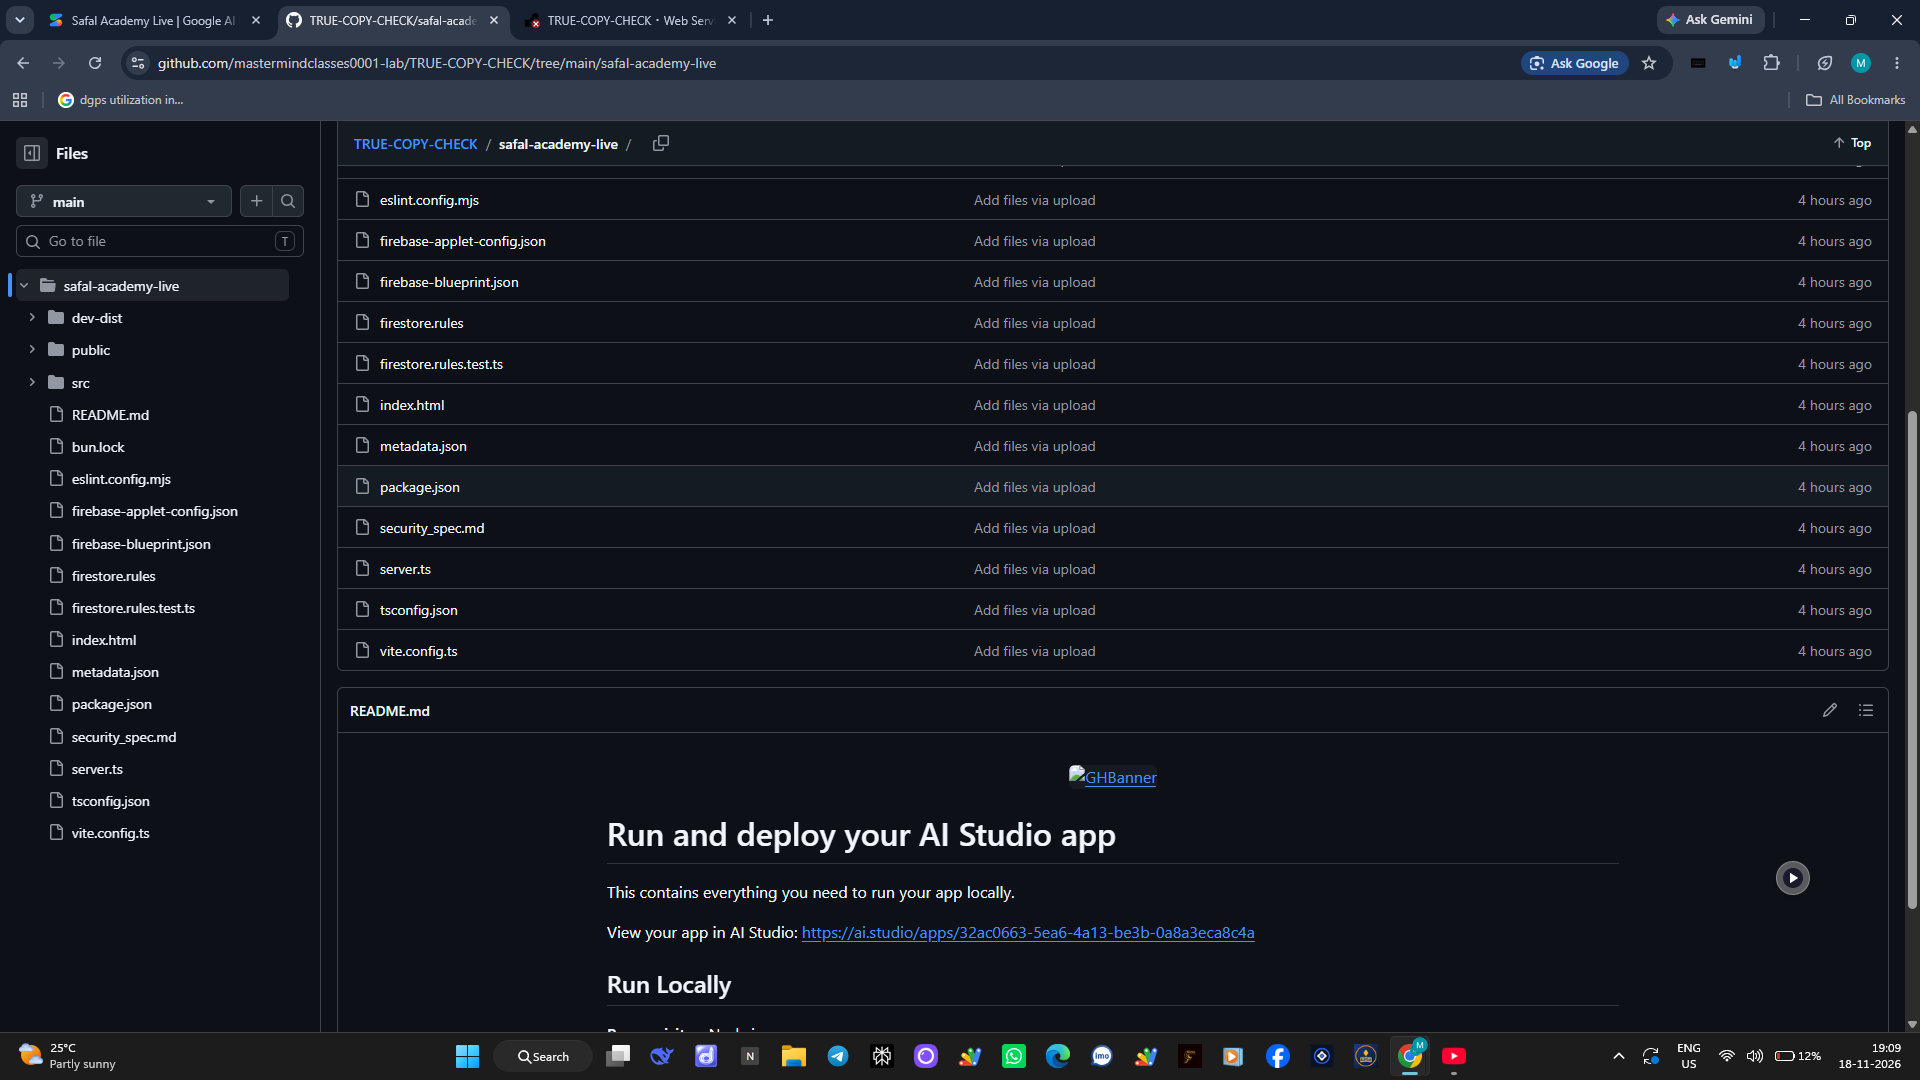 Safal Academy Live | Google AI
TRUE-COPY-CHECK/safal-acade
TRUE-COPY-CHECK · Web Serv
Ask Gemini
github.com/mastermindclasses0001-lab/TRUE-COPY-CHECK/tree/main/safal-academy-live
Ask Google
M
dgps utilization in...
All Bookmarks
Files
main
Go to file
T
safal-academy-live
dev-dist
public
src
README.md
bun.lock
eslint.config.mjs
firebase-applet-config.json
firebase-blueprint.json
firestore.rules
firestore.rules.test.ts
index.html
metadata.json
package.json
security_spec.md
server.ts
tsconfig.json
vite.config.ts
TRUE-COPY-CHECK / safal-academy-live /
Top
eslint.config.mjs Add files via upload 4 hours ago
firebase-applet-config.json Add files via upload 4 hours ago
firebase-blueprint.json Add files via upload 4 hours ago
firestore.rules Add files via upload 4 hours ago
firestore.rules.test.ts Add files via upload 4 hours ago
index.html Add files via upload 4 hours ago
metadata.json Add files via upload 4 hours ago
package.json Add files via upload 4 hours ago
security_spec.md Add files via upload 4 hours ago
server.ts Add files via upload 4 hours ago
tsconfig.json Add files via upload 4 hours ago
vite.config.ts Add files via upload 4 hours ago
README.md
GHBanner
Run and deploy your AI Studio app
This contains everything you need to run your app locally.
View your app in AI Studio: https://ai.studio/apps/32ac0663-5ea6-4a13-be3b-0a8a3eca8c4a
Run Locally
25°C
Partly sunny
Search
imo
M
ENG
US
12%
19:09
18-11-2026